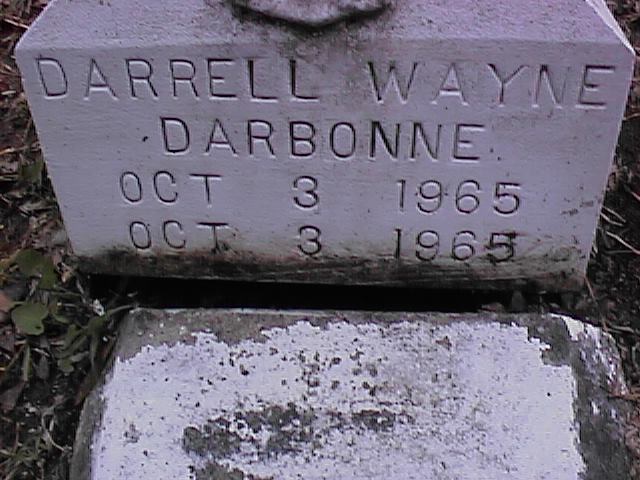 DARRELL WAYNE
DARBONNE
OCT 3 1965
OCT 3 1965